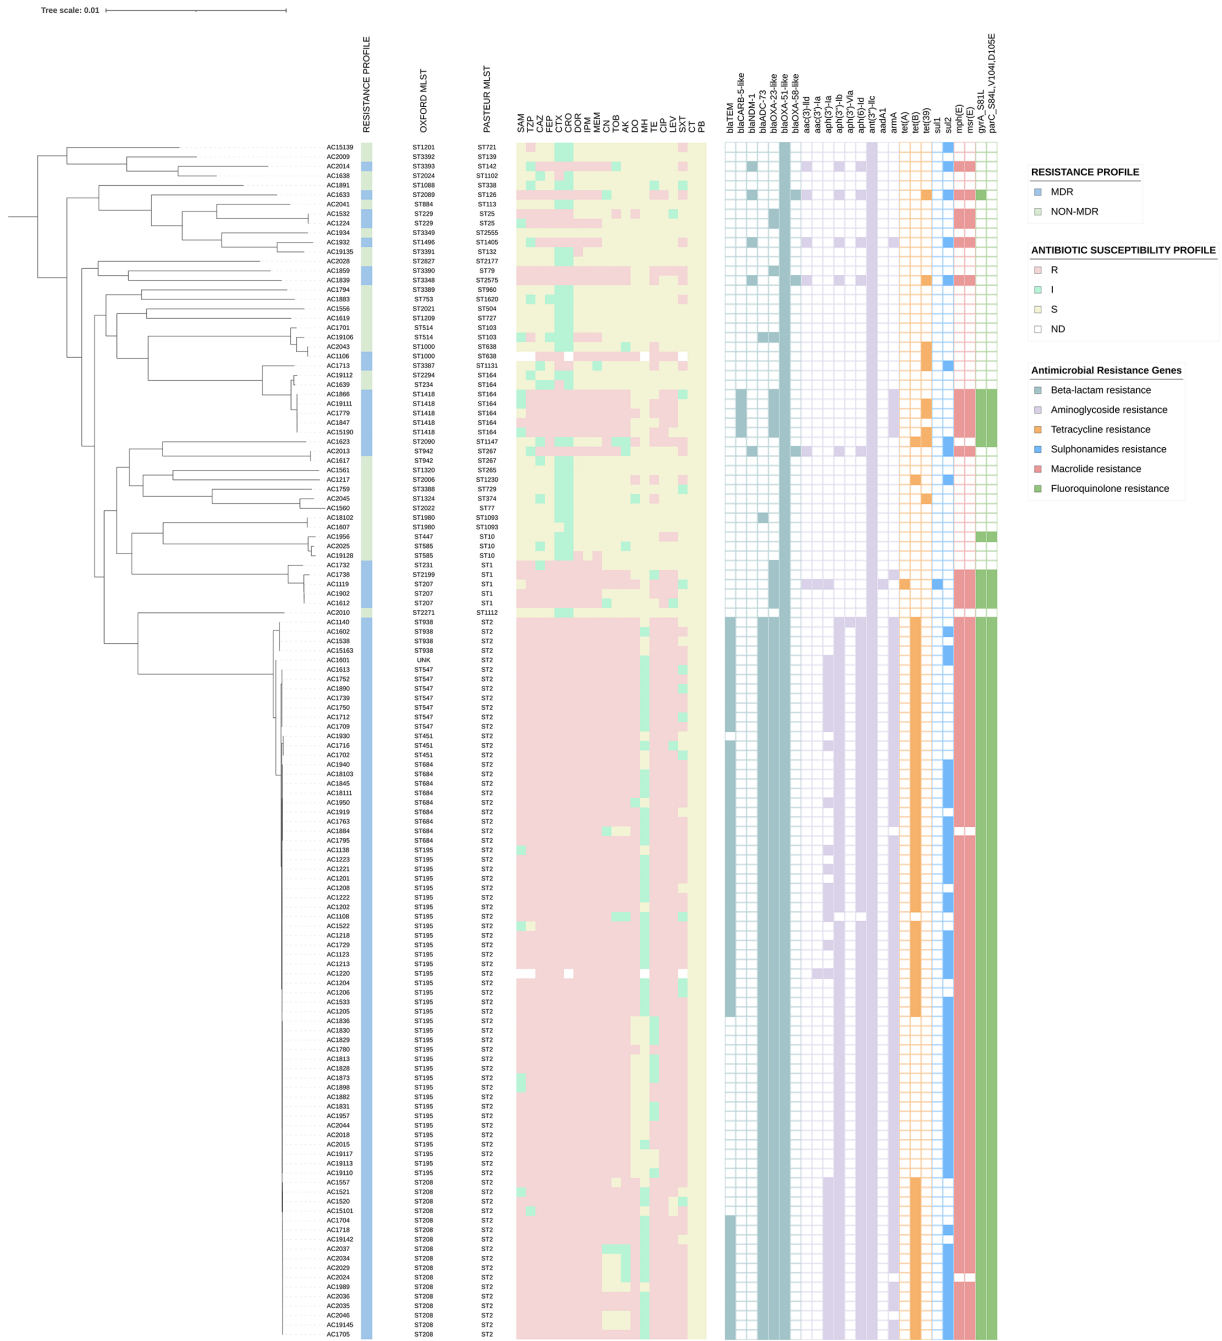 Tree scale: 0.01
RESISTANCE PROFILE
OXFORD MLST
PASTEUR MLST
SAM
TZP
CAZ
FEP
CTX
CRO
DOR
IPM
MEM
CN
TOB
AK
DO
MH
TE
CIP
LEV
SXT
CT
PB
blaTEM
blaCARB-5-like
blaNDM-1
blaADC-73
blaOXA-23-like
blaOXA-51-like
blaOXA-58-like
aac(3)-IId
aac(3')-Ia
aph(3')-Ia
aph(3'')-Ib
aph(3')-VIa
aph(6)-Id
ant(3'')-IIc
aadA1
armA
tet(A)
tet(B)
tet(39)
sul1
sul2
mph(E)
msr(E)
gyrA_S81L
parC_S84L,V104I,D105E
AC15139 ST1201 ST721
AC2009 ST3392 ST139
AC2014 ST3393 ST142
AC1638 ST2024 ST1102
AC1891 ST1088 ST338
AC1633 ST2089 ST126
AC2041 ST884 ST113
AC1532 ST229 ST25
AC1224 ST229 ST25
AC1934 ST3349 ST2555
AC1932 ST1496 ST1405
AC19135 ST3391 ST132
AC2028 ST2827 ST2177
AC1859 ST3390 ST79
AC1839 ST3348 ST2575
AC1794 ST3389 ST960
AC1883 ST753 ST1620
AC1556 ST2021 ST504
AC1619 ST1209 ST727
AC1701 ST514 ST103
AC19106 ST514 ST103
AC2043 ST1000 ST638
AC1106 ST1000 ST638
AC1713 ST3387 ST1131
AC19112 ST2294 ST164
AC1639 ST234 ST164
AC1866 ST1418 ST164
AC19111 ST1418 ST164
AC1779 ST1418 ST164
AC1847 ST1418 ST164
AC15190 ST1418 ST164
AC1623 ST2090 ST1147
AC2013 ST942 ST267
AC1617 ST942 ST267
AC1561 ST1320 ST265
AC1217 ST2006 ST1230
AC1759 ST3388 ST729
AC2045 ST1324 ST374
AC1560 ST2022 ST77
AC18102 ST1980 ST1093
AC1607 ST1980 ST1093
AC1956 ST447 ST10
AC2025 ST585 ST10
AC19128 ST585 ST10
AC1732 ST231 ST1
AC1738 ST2199 ST1
AC1119 ST207 ST1
AC1902 ST207 ST1
AC1612 ST207 ST1
AC2010 ST2271 ST1112
AC1140 ST938 ST2
AC1602 ST938 ST2
AC1538 ST938 ST2
AC15163 ST938 ST2
AC1601 UNK ST2
AC1613 ST547 ST2
AC1752 ST547 ST2
AC1890 ST547 ST2
AC1739 ST547 ST2
AC1750 ST547 ST2
AC1712 ST547 ST2
AC1709 ST547 ST2
AC1930 ST451 ST2
AC1716 ST451 ST2
AC1702 ST451 ST2
AC1940 ST684 ST2
AC18103 ST684 ST2
AC1845 ST684 ST2
AC18111 ST684 ST2
AC1950 ST684 ST2
AC1919 ST684 ST2
AC1763 ST684 ST2
AC1884 ST684 ST2
AC1795 ST684 ST2
AC1138 ST195 ST2
AC1223 ST195 ST2
AC1221 ST195 ST2
AC1201 ST195 ST2
AC1208 ST195 ST2
AC1222 ST195 ST2
AC1202 ST195 ST2
AC1108 ST195 ST2
AC1522 ST195 ST2
AC1218 ST195 ST2
AC1729 ST195 ST2
AC1123 ST195 ST2
AC1213 ST195 ST2
AC1220 ST195 ST2
AC1204 ST195 ST2
AC1206 ST195 ST2
AC1533 ST195 ST2
AC1205 ST195 ST2
AC1836 ST195 ST2
AC1830 ST195 ST2
AC1829 ST195 ST2
AC1780 ST195 ST2
AC1813 ST195 ST2
AC1828 ST195 ST2
AC1873 ST195 ST2
AC1898 ST195 ST2
AC1882 ST195 ST2
AC1831 ST195 ST2
AC1957 ST195 ST2
AC2044 ST195 ST2
AC2018 ST195 ST2
AC2015 ST195 ST2
AC19117 ST195 ST2
AC19113 ST195 ST2
AC19110 ST195 ST2
AC1557 ST208 ST2
AC1521 ST208 ST2
AC1520 ST208 ST2
AC15101 ST208 ST2
AC1704 ST208 ST2
AC1718 ST208 ST2
AC19142 ST208 ST2
AC2037 ST208 ST2
AC2034 ST208 ST2
AC2029 ST208 ST2
AC2024 ST208 ST2
AC1989 ST208 ST2
AC2036 ST208 ST2
AC2035 ST208 ST2
AC2046 ST208 ST2
AC19145 ST208 ST2
AC1705 ST208 ST2
RESISTANCE PROFILE
MDR
NON-MDR
ANTIBIOTIC SUSCEPTIBILITY PROFILE
R
I
S
ND
Antimicrobial Resistance Genes
Beta-lactam resistance
Aminoglycoside resistance
Tetracycline resistance
Sulphonamides resistance
Macrolide resistance
Fluoroquinolone resistance